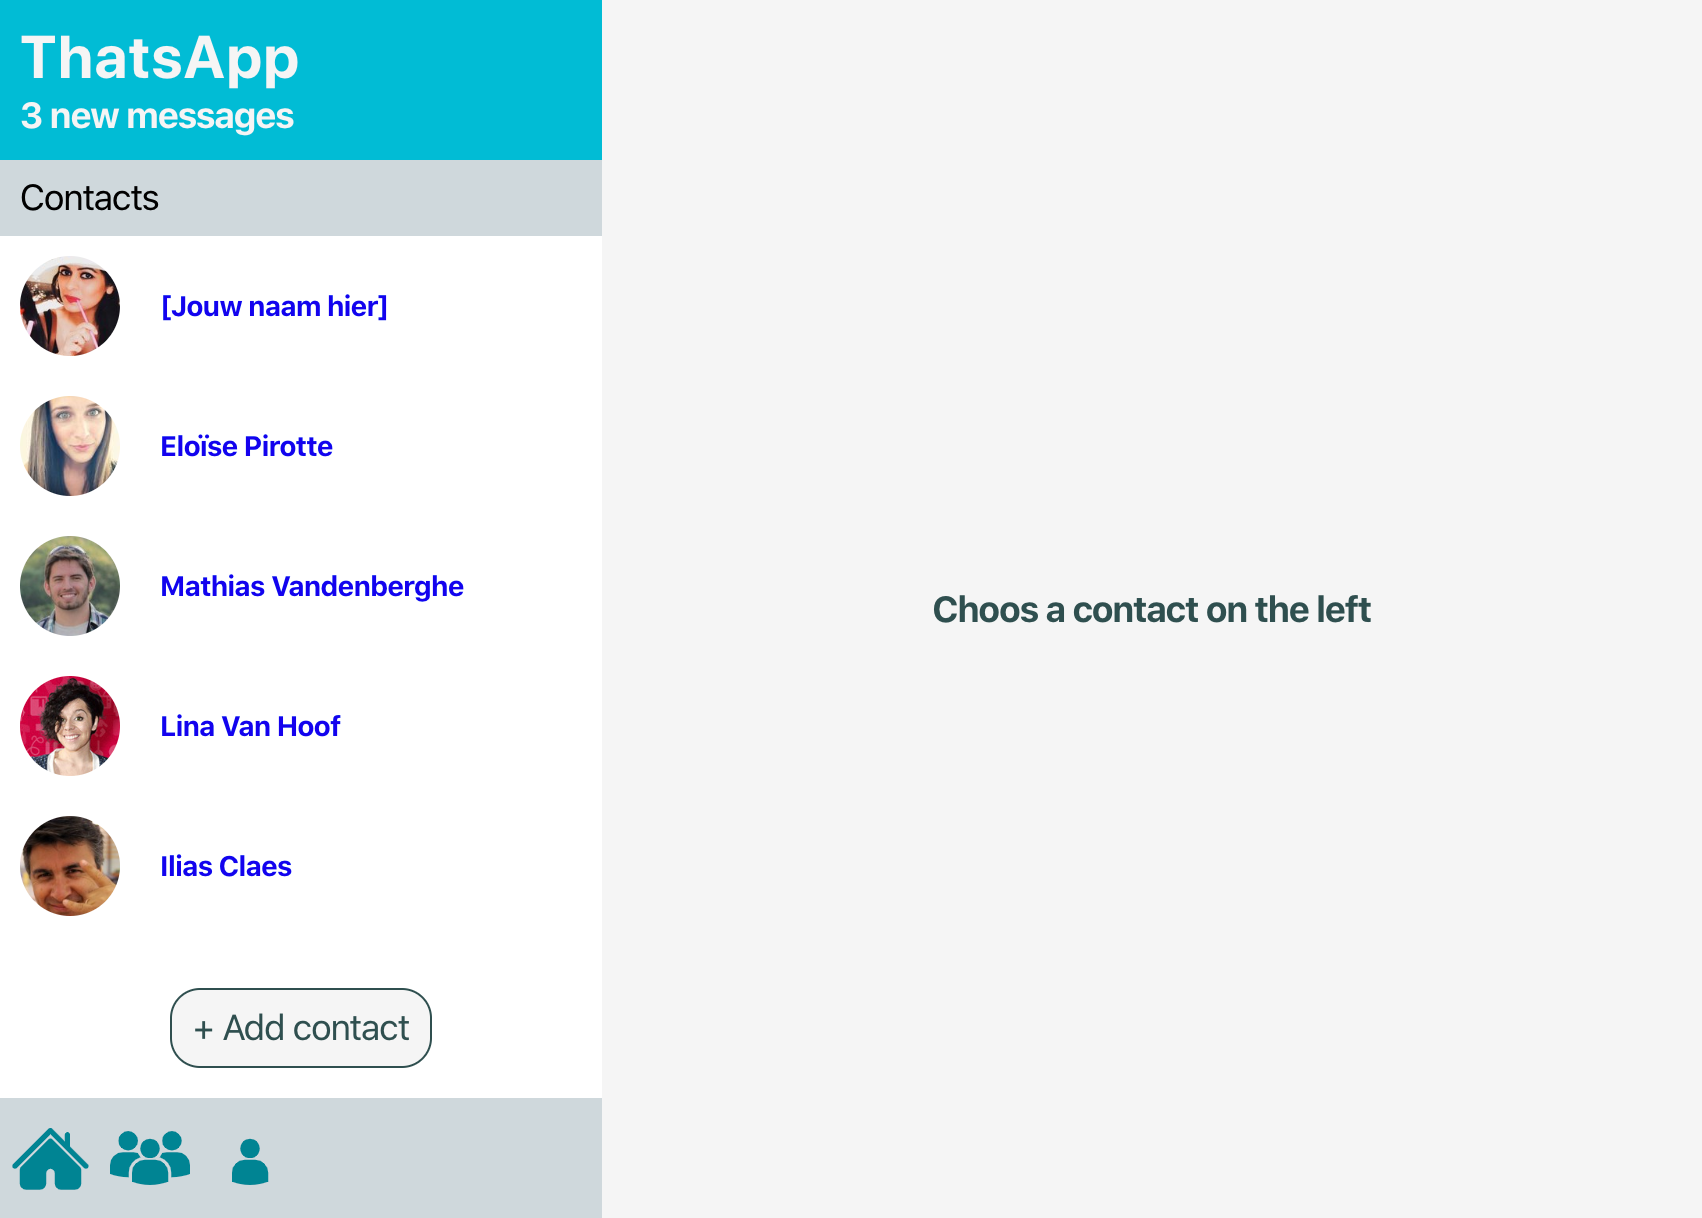 ThatsApp
3 new messages
Contacts
[Jouw naam hier]
Eloïse Pirotte
Mathias Vandenberghe
Lina Van Hoof
Ilias Claes
+ Add contact
Choos a contact on the left